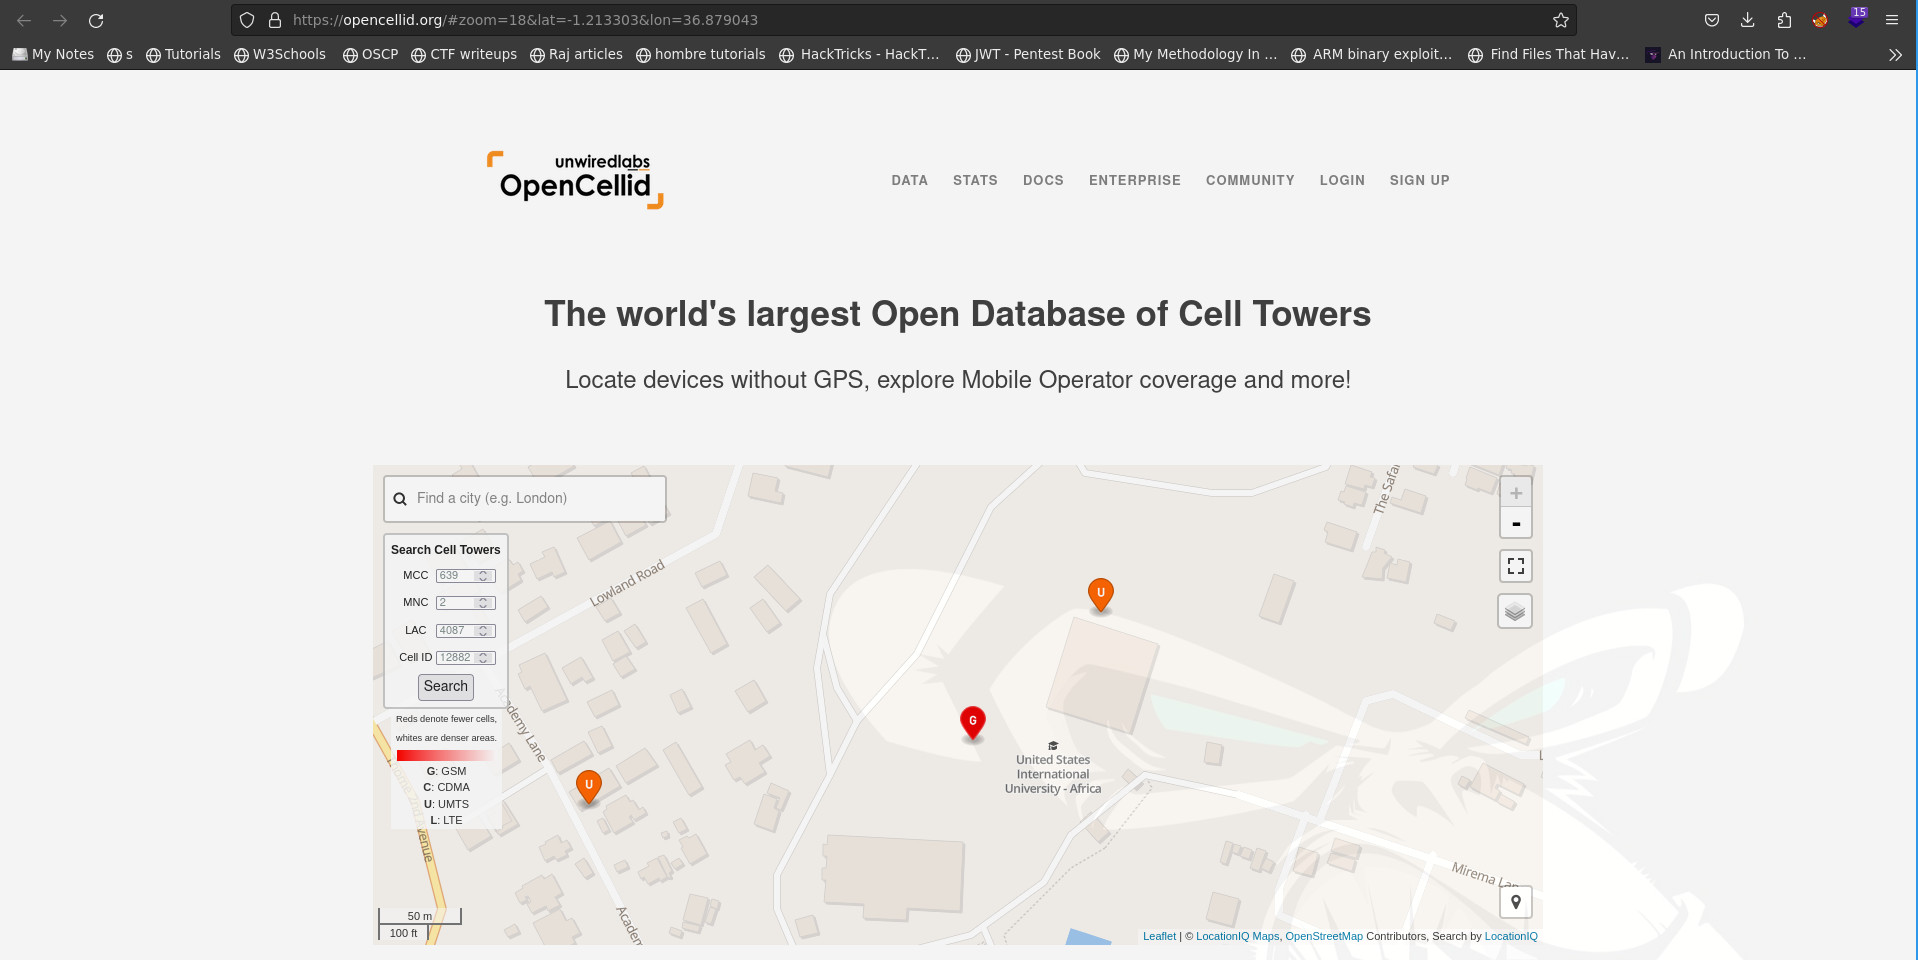 https://opencellid.org/#zoom=18&lat=-1.213303&lon=36.879043
15
My Notes s Tutorials W3Schools OSCP CTF writeups Raj articles hombre tutorials HackTricks - HackT… JWT - Pentest Book My Methodology In … ARM binary exploit… Find Files That Hav… An Introduction To …
unwiredlabs
OpenCellid
DATA STATS DOCS ENTERPRISE COMMUNITY LOGIN SIGN UP
The world's largest Open Database of Cell Towers
Locate devices without GPS, explore Mobile Operator coverage and more!
Find a city (e.g. London)
+
-
Search Cell Towers
MCC 639
MNC 2
LAC 4087
Cell ID 12882
Search
Reds denote fewer cells,
whites are denser areas.
G: GSM
C: CDMA
U: UMTS
L: LTE
Lowland Road
The Safar
U
G
U
Academy Lane
United States
International
University - Africa
Avenue
Mirema Lan
Academ
50 m
100 ft
Leaflet | © LocationIQ Maps, OpenStreetMap Contributors, Search by LocationIQ